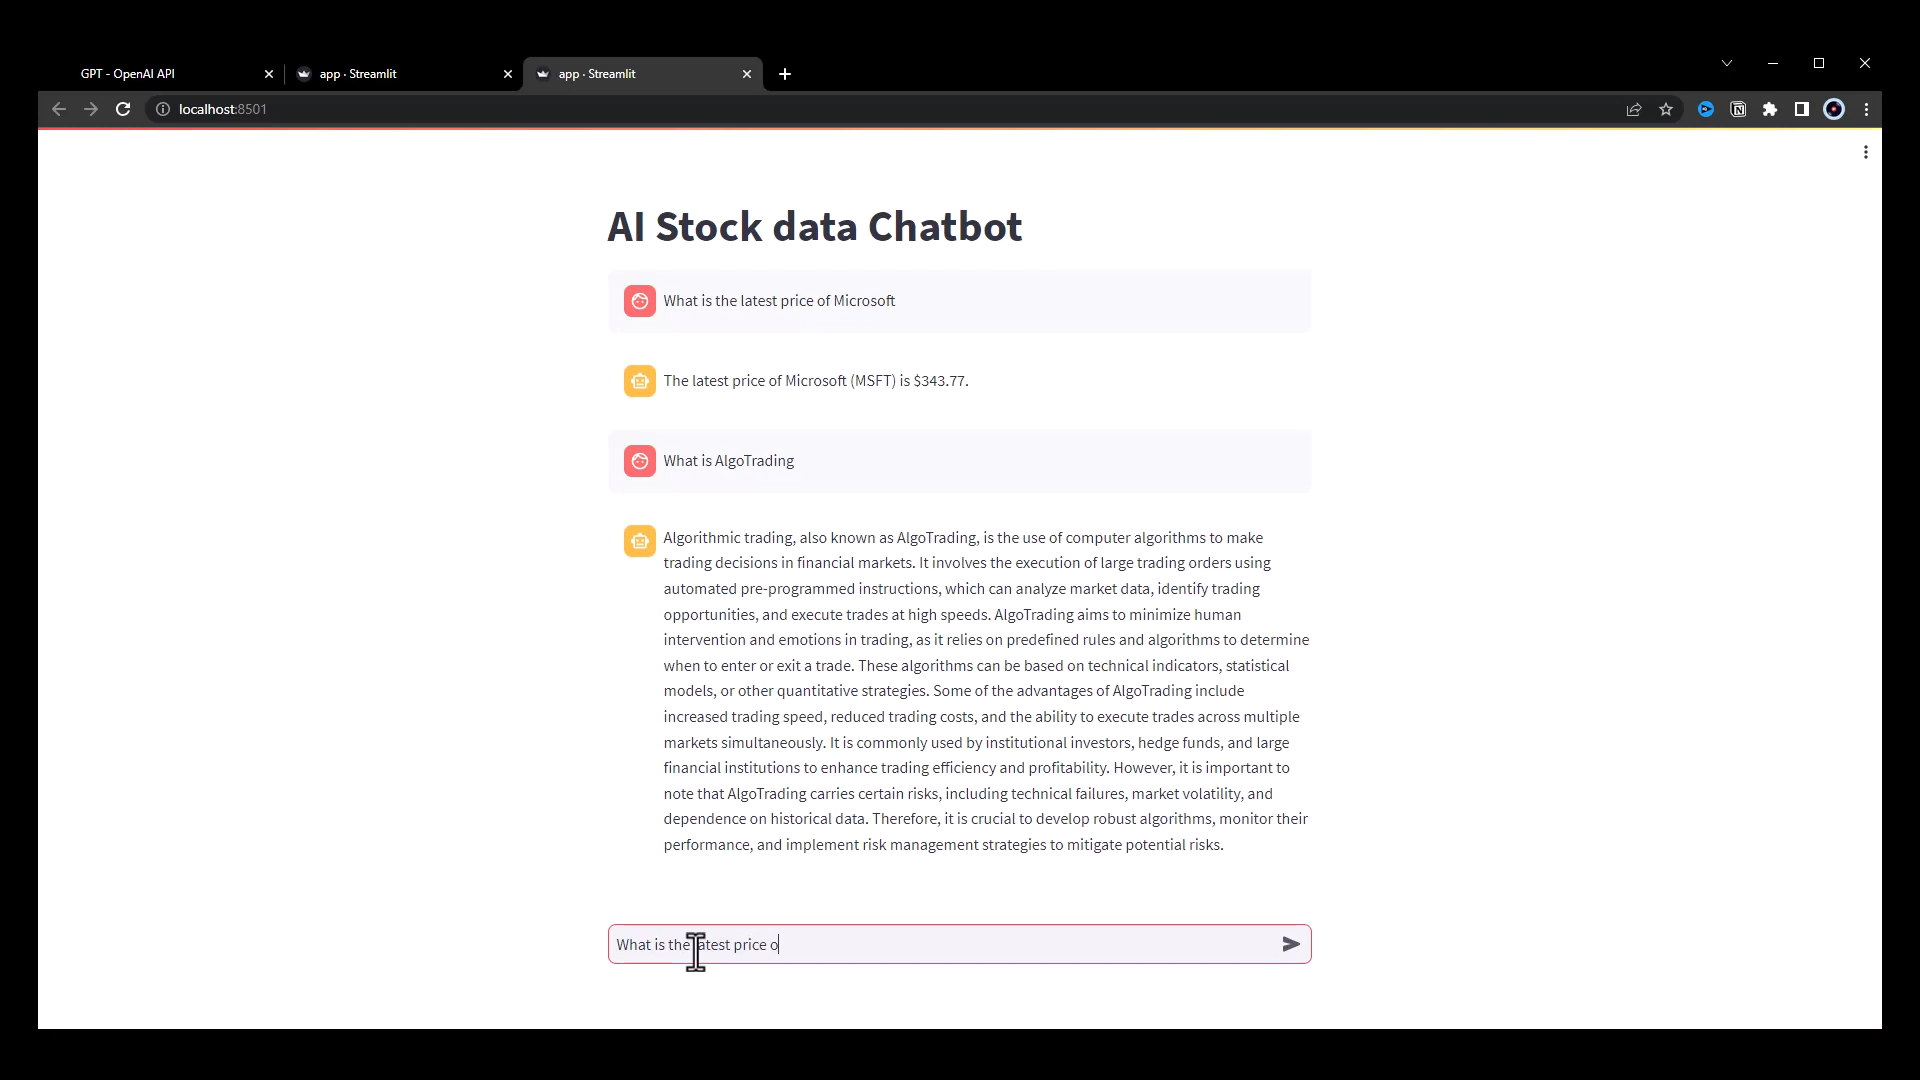 GPT - OpenAI API
app · Streamlit
app · Streamlit
localhost:8501
AI Stock data Chatbot
What is the latest price of Microsoft
The latest price of Microsoft (MSFT) is $343.77.
What is AlgoTrading
Algorithmic trading, also known as AlgoTrading, is the use of computer algorithms to make
trading decisions in financial markets. It involves the execution of large trading orders using
automated pre-programmed instructions, which can analyze market data, identify trading
opportunities, and execute trades at high speeds. AlgoTrading aims to minimize human
intervention and emotions in trading, as it relies on predefined rules and algorithms to determine
when to enter or exit a trade. These algorithms can be based on technical indicators, statistical
models, or other quantitative strategies. Some of the advantages of AlgoTrading include
increased trading speed, reduced trading costs, and the ability to execute trades across multiple
markets simultaneously. It is commonly used by institutional investors, hedge funds, and large
financial institutions to enhance trading efficiency and profitability. However, it is important to
note that AlgoTrading carries certain risks, including technical failures, market volatility, and
dependence on historical data. Therefore, it is crucial to develop robust algorithms, monitor their
performance, and implement risk management strategies to mitigate potential risks.
What is the latest price o